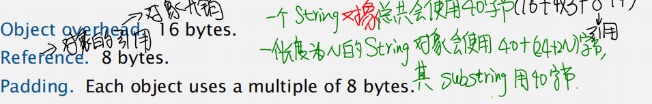 对象开销
一个String对象总共会使用40字节(16+4×3+8+4)
Object overhead. 16 bytes.
对象的引用
引用
Reference. 8 bytes.
一长度为N的String对象会使用40+(24+2N)字节,
Padding. Each object uses a multiple of 8 bytes.
其substring用40字节.